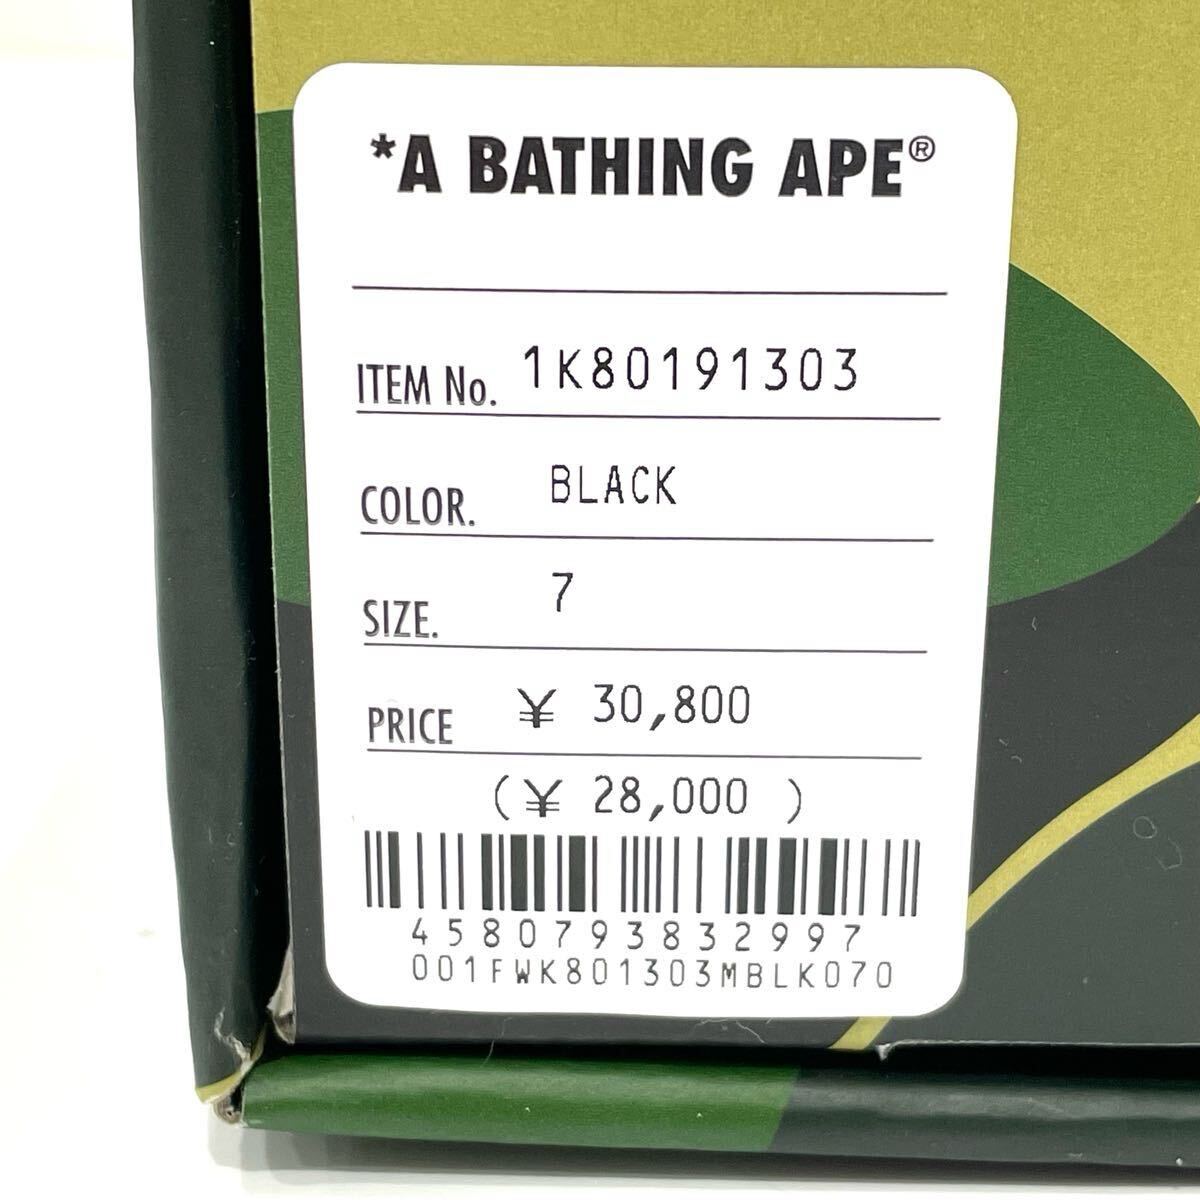 *A BATHING APE®
ITEM No. 1K80191303
COLOR. BLACK
SIZE. 7
PRICE ¥ 30,800
(¥ 28,000 )
4580793832997
001FWK801303MBLK070